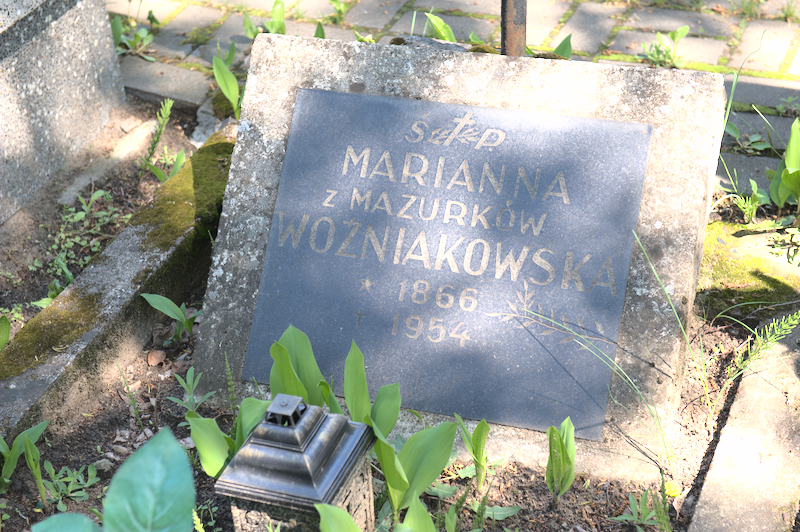 Ś†P
MARIANNA
Z MAZURKÓW
WOŹNIAKOWSKA
* 1866
† 1954